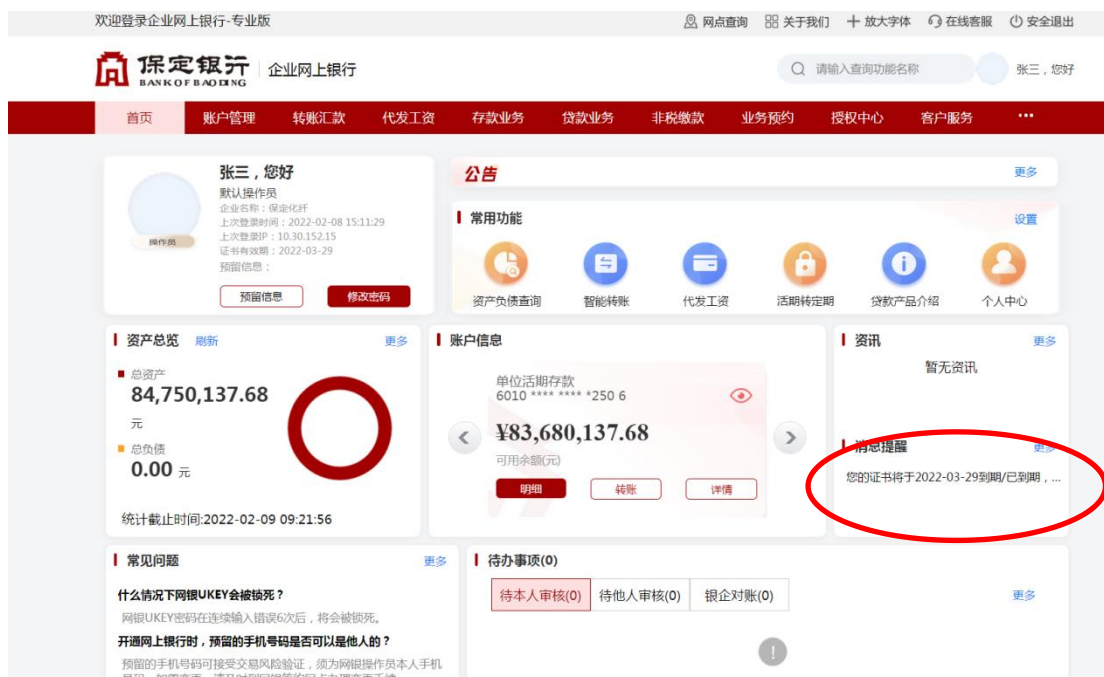 欢迎登录企业网上银行-专业版
网点查询 关于我们 放大字体 在线客服 安全退出
保定银行 企业网上银行
BANK OF BAODING
请输入查询功能名称
张三，您好
首页 账户管理 转账汇款 代发工资 存款业务 贷款业务 非税缴款 业务预约 授权中心 客户服务 •••
张三，您好
默认操作员
企业名称：保定化纤
上次登录时间：2022-02-08 15:11:29
上次登录IP：10.30.152.15
证书有效期：2022-03-29
预留信息：
操作员
预留信息 修改密码
公告 更多
常用功能 设置
资产负债查询 智能转账 代发工资 活期转定期 贷款产品介绍 个人中心
资产总览 刷新 更多
总资产
84,750,137.68
元
总负债
0.00 元
统计截止时间:2022-02-09 09:21:56
账户信息
单位活期存款
6010 **** **** *250 6
¥83,680,137.68
可用余额(元)
明细 转账 详情
资讯 更多
暂无资讯
消息提醒 更多
您的证书将于2022-03-29到期/已到期，...
常见问题 更多
什么情况下网银UKEY会被锁死？
网银UKEY密码在连续输入错误6次后，将会被锁死。
开通网上银行时，预留的手机号码是否可以是他人的？
预留的手机号码可接受交易风险验证，须为网银操作员本人手机
待办事项(0)
待本人审核(0) 待他人审核(0) 银企对账(0) 更多